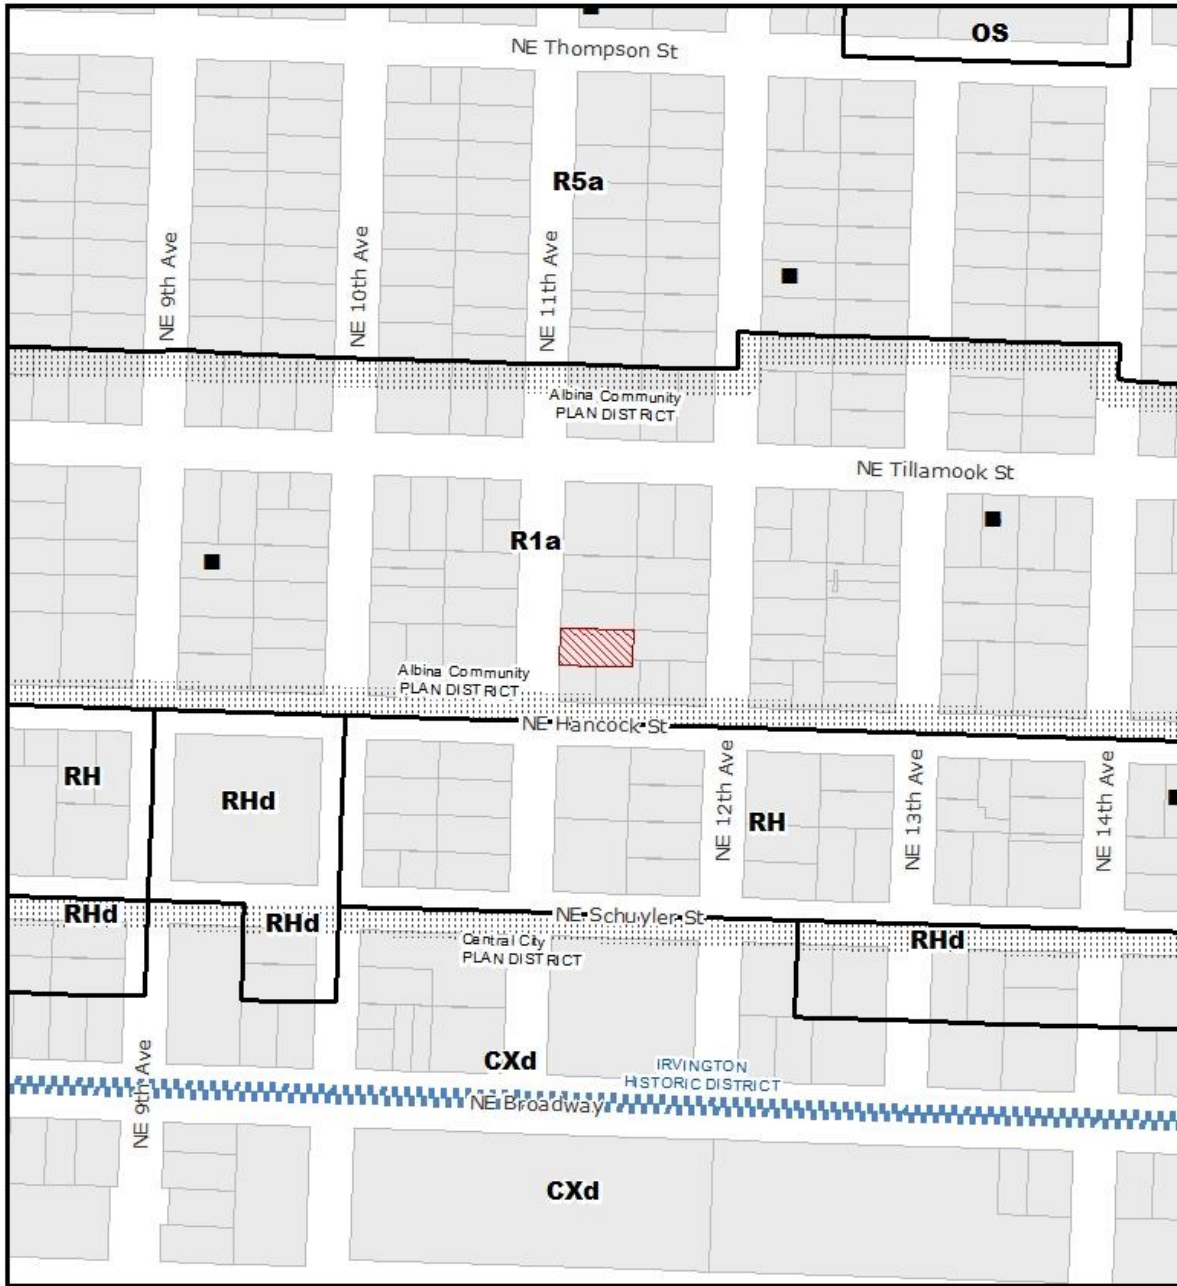 OS
NE Thompson St
R5a
NE 9th Ave
NE 10th Ave
NE 11th Ave
Albina Community
PLAN DISTRICT
NE Tillamook St
R1a
Albina Community
PLAN DISTRICT
NE Hancock St
RH
RHd
NE 12th Ave
RH
NE 13th Ave
NE 14th Ave
RHd
RHd
NE Schuyler St
RHd
Central City
PLAN DISTRICT
NE 9th Ave
CXd
IRVINGTON
HISTORIC DISTRICT
NE Broadway
CXd